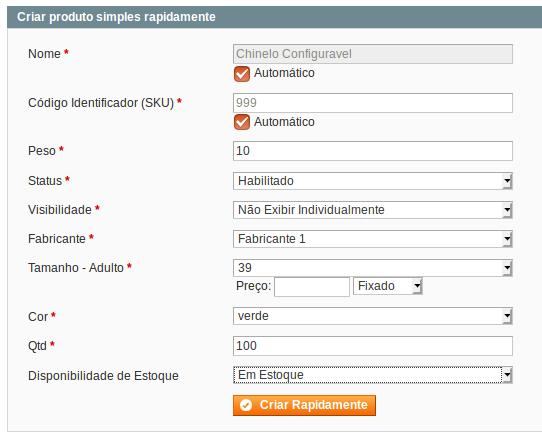 Criar produto simples rapidamente
Nome * Chinelo Configuravel
Automático
Código Identificador (SKU) * 999
Automático
Peso * 10
Status * Habilitado
Visibilidade * Não Exibir Individualmente
Fabricante * Fabricante 1
Tamanho - Adulto * 39
Preço: Fixado
Cor * verde
Qtd * 100
Disponibilidade de Estoque Em Estoque
Criar Rapidamente